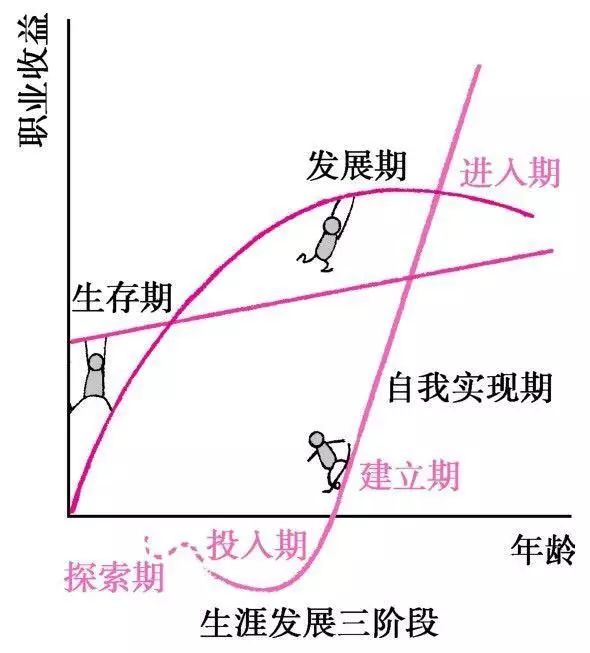 职业收益
发展期
进入期
生存期
自我实现期
建立期
投入期
年龄
探索期
生涯发展三阶段